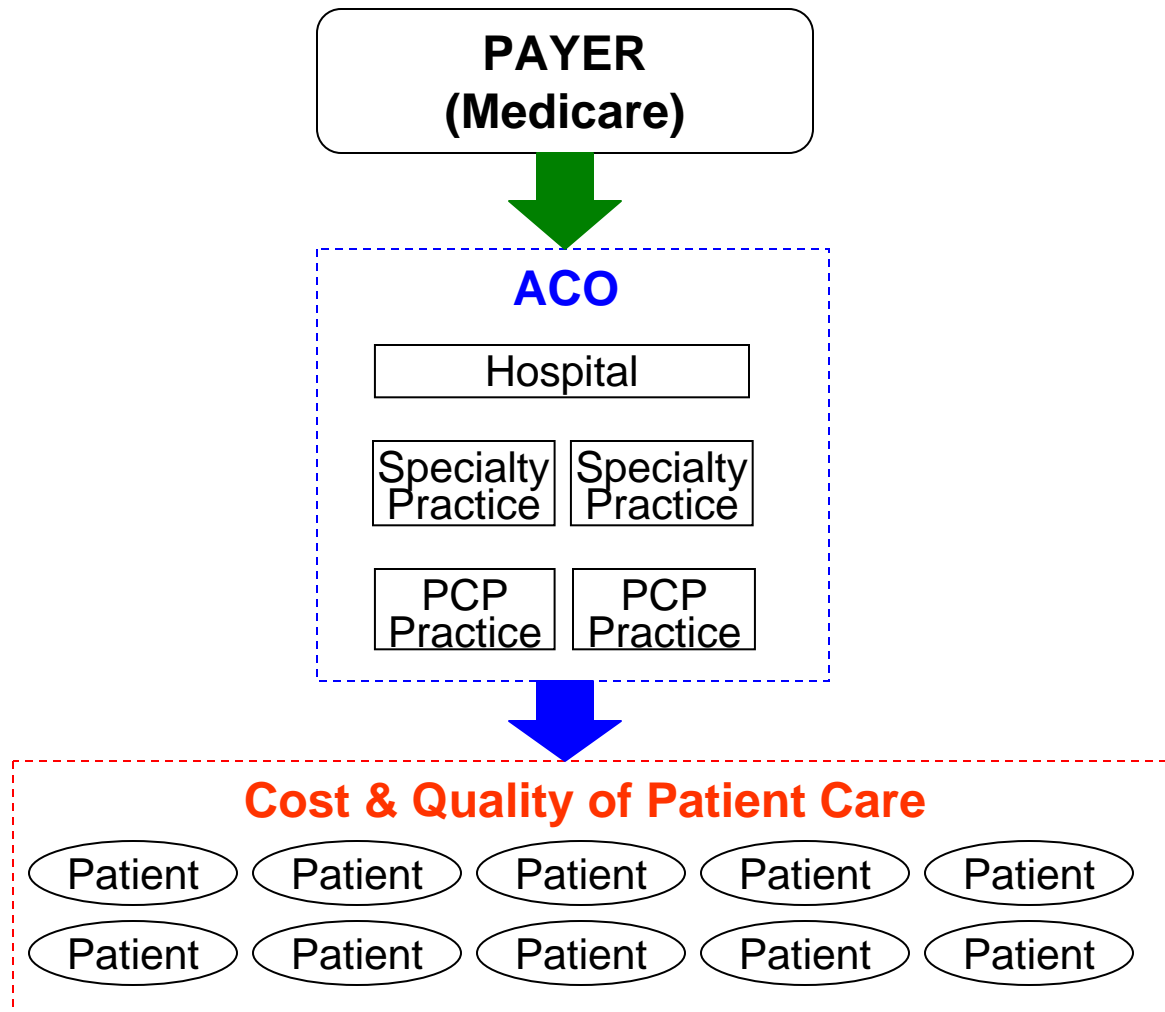 PAYER
(Medicare)
ACO
Hospital
Specialty Practice
Specialty Practice
PCP Practice
PCP Practice
Cost & Quality of Patient Care
Patient Patient Patient Patient Patient
Patient Patient Patient Patient Patient